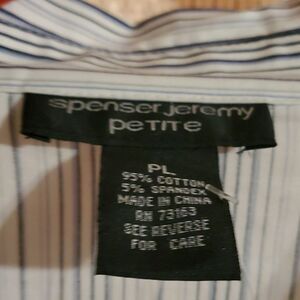 spenser jeremy
petite
PL
95% COTTON
5% SPANDEX
MADE IN CHINA
RN 73163
SEE REVERSE
FOR CARE